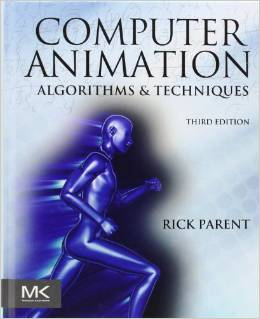 COMPUTER
ANIMATION
ALGORITHMS & TECHNIQUES
THIRD EDITION
RICK PARENT
MK